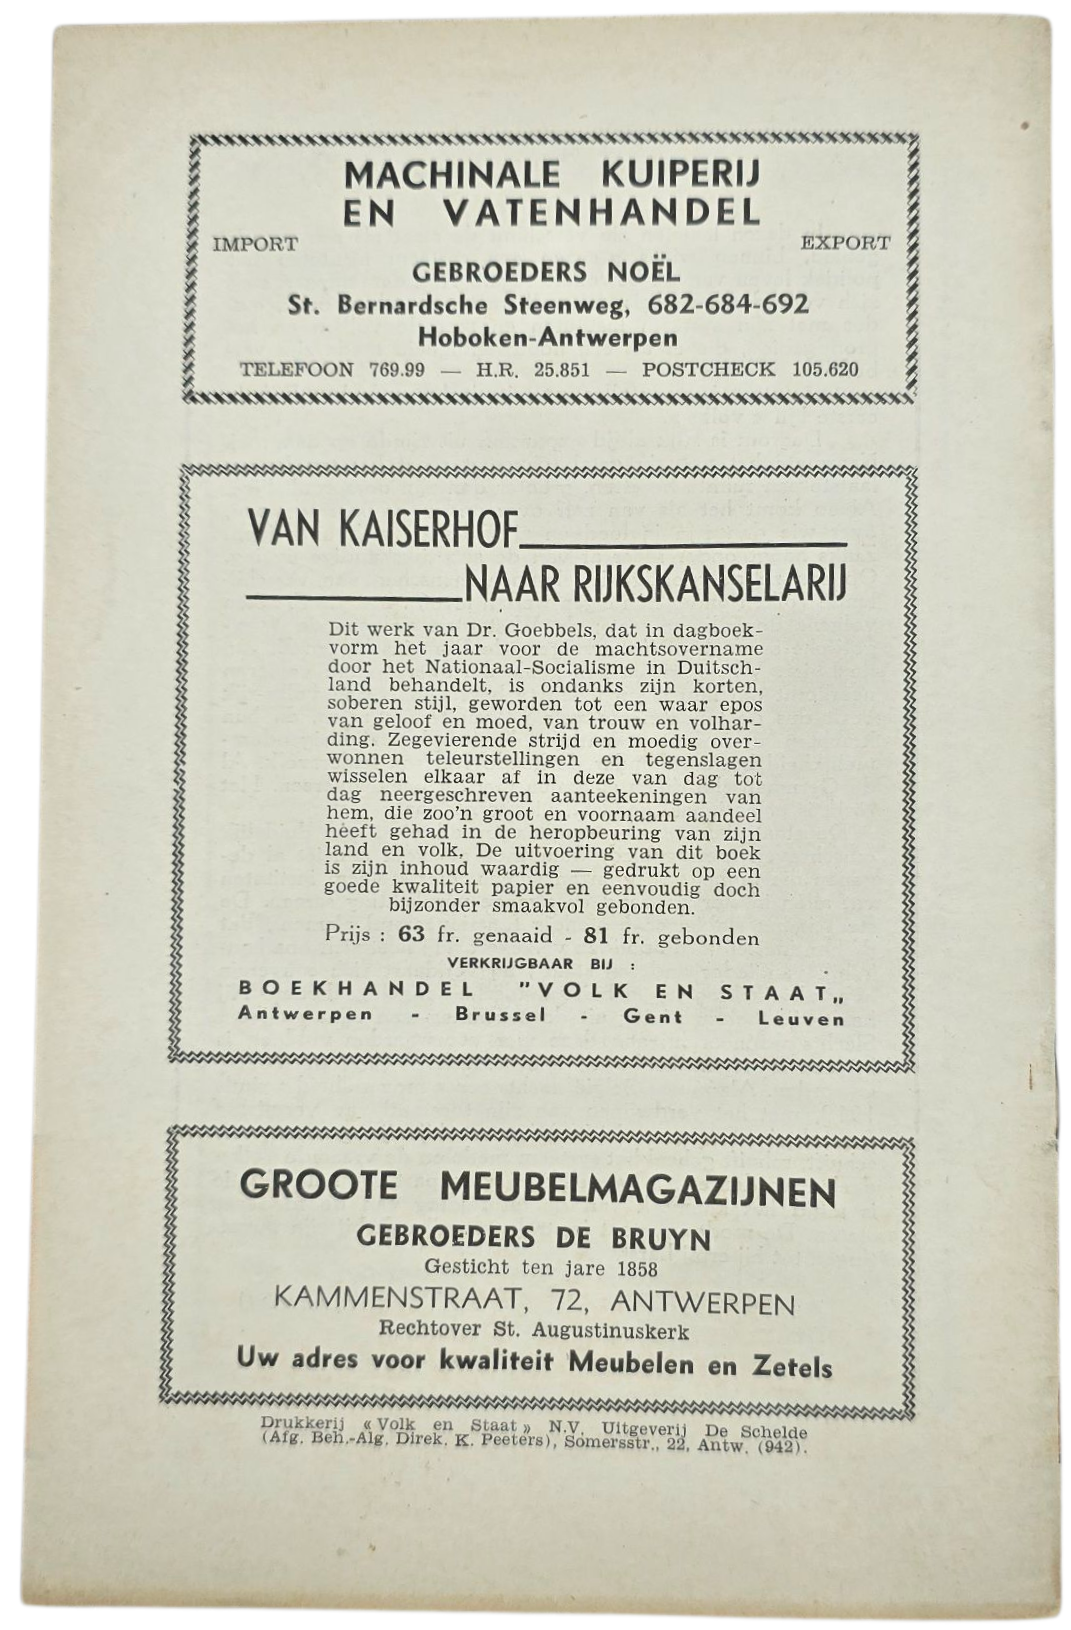 MACHINALE KUIPERIJ
EN VATENHANDEL
IMPORT EXPORT
GEBROEDERS NOËL
St. Bernardsche Steenweg, 682-684-692
Hoboken-Antwerpen
TELEFOON 769.99 — H.R. 25.851 — POSTCHECK 105.620
VAN KAISERHOF
NAAR RIJKSKANSELARIJ
Dit werk van Dr. Goebbels, dat in dagboek-
vorm het jaar voor de machtsovername
door het Nationaal-Socialisme in Duitsch-
land behandelt, is ondanks zijn korten,
soberen stijl, geworden tot een waar epos
van geloof en moed, van trouw en volhar-
ding. Zegevierende strijd en moedig over-
wonnen teleurstellingen en tegenslagen
wisselen elkaar af in deze van dag tot
dag neergeschreven aanteekeningen van
hem, die zoo'n groot en voornaam aandeel
heeft gehad in de heropbeuring van zijn
land en volk. De uitvoering van dit boek
is zijn inhoud waardig — gedrukt op een
goede kwaliteit papier en eenvoudig doch
bijzonder smaakvol gebonden.
Prijs : 63 fr. genaaid - 81 fr. gebonden
VERKRIJGBAAR BIJ :
BOEKHANDEL "VOLK EN STAAT„
Antwerpen - Brussel - Gent - Leuven
GROOTE MEUBELMAGAZIJNEN
GEBROEDERS DE BRUYN
Gesticht ten jare 1858
KAMMENSTRAAT, 72, ANTWERPEN
Rechtover St. Augustinuskerk
Uw adres voor kwaliteit Meubelen en Zetels
Drukkerij « Volk en Staat » N.V. Uitgeverij De Schelde
(Afg. Beh.-Alg. Direk. K. Peeters), Somersstr., 22, Antw. (942).